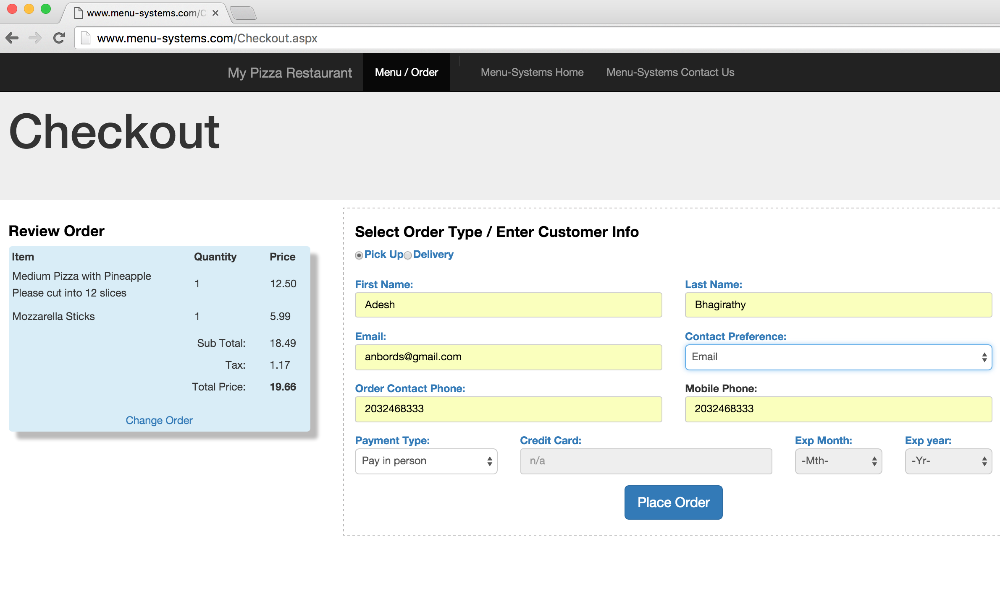 www.menu-systems.com/C
www.menu-systems.com/Checkout.aspx
My Pizza Restaurant Menu / Order Menu-Systems Home Menu-Systems Contact Us
Checkout
Review Order
Item Quantity Price
Medium Pizza with Pineapple
Please cut into 12 slices
1 12.50
Mozzarella Sticks 1 5.99
Sub Total: 18.49
Tax: 1.17
Total Price: 19.66
Change Order
Select Order Type / Enter Customer Info
Pick Up Delivery
First Name: Last Name:
Adesh Bhagirathy
Email: Contact Preference:
anbords@gmail.com Email
Order Contact Phone: Mobile Phone:
2032468333 2032468333
Payment Type: Credit Card: Exp Month: Exp year:
Pay in person n/a -Mth- -Yr-
Place Order